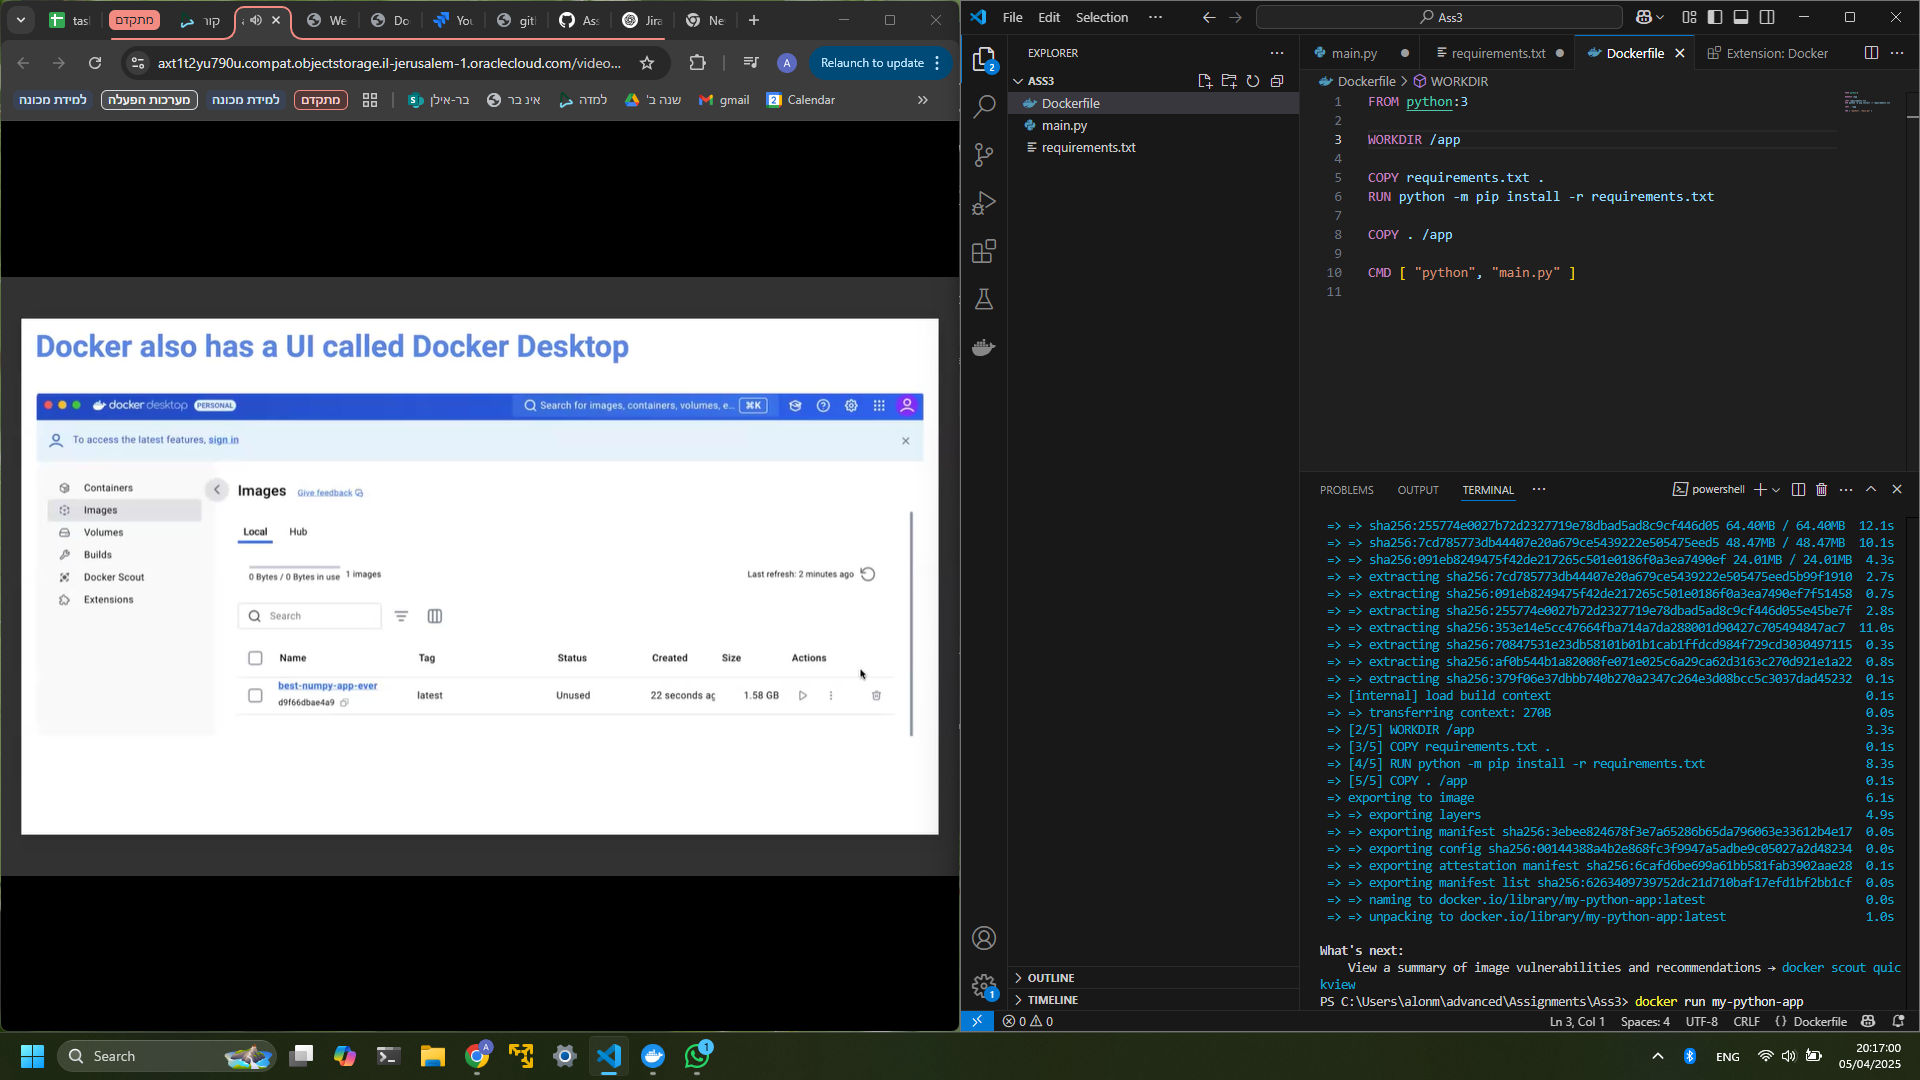 task
מתקדם
קור
We
Do
You
git
Ass
Jira
Ne
axt1t2yu790u.compat.objectstorage.il-jerusalem-1.oraclecloud.com/video...
A
Relaunch to update
למידת מכונה
מערכות הפעלה
למידת מכונה
מתקדם
בר-אילן
אינ בר
למדה
שנה ב'
gmail
Calendar
Docker also has a UI called Docker Desktop
docker desktop PERSONAL
Search for images, containers, volumes, e... ⌘K
To access the latest features, sign in
Containers
Images
Volumes
Builds
Docker Scout
Extensions
Images Give feedback
Local Hub
0 Bytes / 0 Bytes in use 1 images
Last refresh: 2 minutes ago
Search
Name Tag Status Created Size Actions
best-numpy-app-ever latest Unused 22 seconds ag 1.58 GB
d9f66dbae4a9
File Edit Selection ...
Ass3
EXPLORER
ASS3
Dockerfile
main.py
requirements.txt
OUTLINE
TIMELINE
main.py
requirements.txt
Dockerfile
Extension: Docker
Dockerfile > WORKDIR
1 FROM python:3
2
3 WORKDIR /app
4
5 COPY requirements.txt .
6 RUN python -m pip install -r requirements.txt
7
8 COPY . /app
9
10 CMD [ "python", "main.py" ]
11
PROBLEMS OUTPUT TERMINAL ... powershell
=> => sha256:255774e0027b72d2327719e78dbad5ad8c9cf446d05 64.40MB / 64.40MB 12.1s
=> => sha256:7cd785773db44407e20a679ce5439222e505475eed5 48.47MB / 48.47MB 10.1s
=> => sha256:091eb8249475f42de217265c501e0186f0a3ea7490ef 24.01MB / 24.01MB 4.3s
=> => extracting sha256:7cd785773db44407e20a679ce5439222e505475eed5b99f1910 2.7s
=> => extracting sha256:091eb8249475f42de217265c501e0186f0a3ea7490ef7f51458 0.7s
=> => extracting sha256:255774e0027b72d2327719e78dbad5ad8c9cf446d055e45be7f 2.8s
=> => extracting sha256:353e14e5cc47664fba714a7da288001d90427c705494847ac7 11.0s
=> => extracting sha256:70847531e23db58101b01b1cab1ffdcd984f729cd3030497115 0.3s
=> => extracting sha256:af0b544b1a82008fe071e025c6a29ca62d3163c270d921e1a22 0.8s
=> => extracting sha256:379f06e37dbbb740b270a2347c264e3d08bcc5c3037dad45232 0.1s
=> [internal] load build context 0.1s
=> => transferring context: 270B 0.0s
=> [2/5] WORKDIR /app 3.3s
=> [3/5] COPY requirements.txt . 0.1s
=> [4/5] RUN python -m pip install -r requirements.txt 8.3s
=> [5/5] COPY . /app 0.1s
=> exporting to image 6.1s
=> => exporting layers 4.9s
=> => exporting manifest sha256:3ebee824678f3e7a65286b65da796063e33612b4e17 0.0s
=> => exporting config sha256:00144388a4b2e868fc3f9947a5adbe9c05027a2d48234 0.0s
=> => exporting attestation manifest sha256:6cafd6be699a61bb581fab3902aae28 0.1s
=> => exporting manifest list sha256:6263409739752dc21d710baf17efd1bf2bb1cf 0.0s
=> => naming to docker.io/library/my-python-app:latest 0.0s
=> => unpacking to docker.io/library/my-python-app:latest 1.0s
What's next:
View a summary of image vulnerabilities and recommendations → docker scout quic
kview
PS C:\Users\alonm\advanced\Assignments\Ass3> docker run my-python-app
0 0
Ln 3, Col 1 Spaces: 4 UTF-8 CRLF {} Dockerfile
Search
ENG
20:17:00
05/04/2025